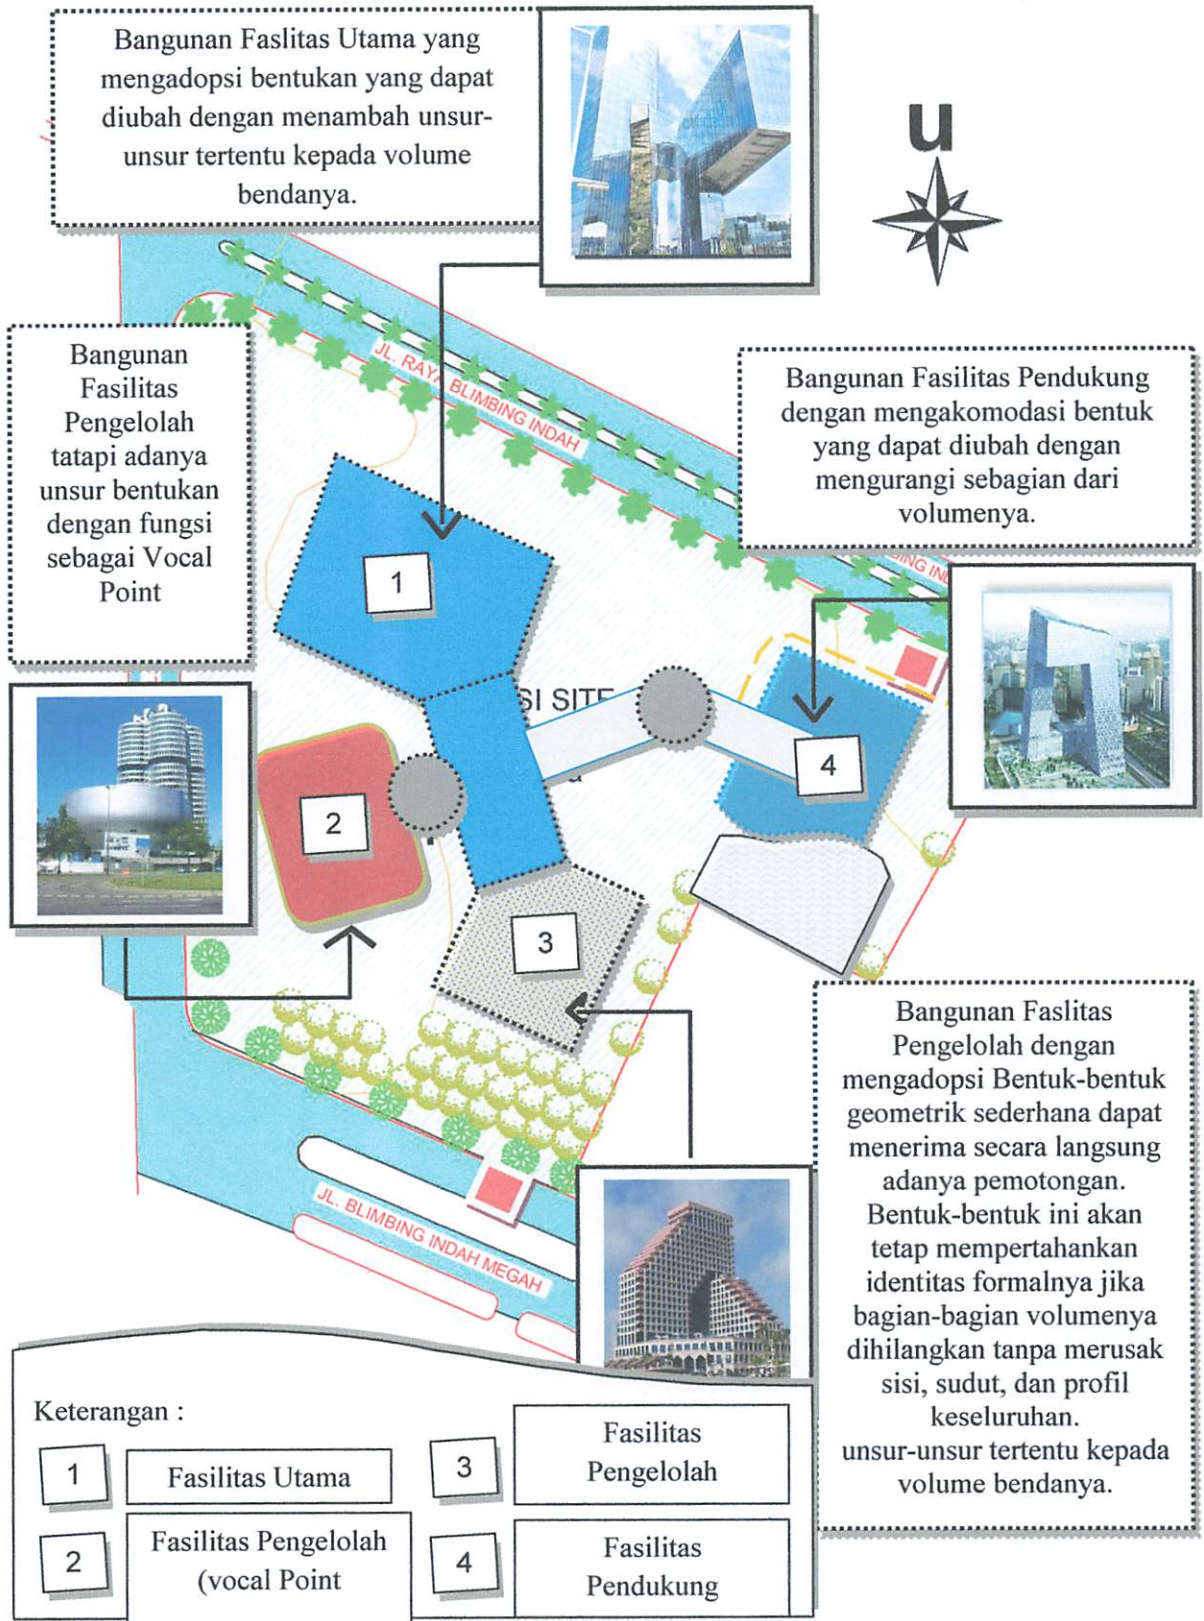 Bangunan Faslitas Utama yang
mengadopsi bentukan yang dapat
diubah dengan menambah unsur-
unsur tertentu kepada volume
bendanya.
u
Bangunan
Fasilitas
Pengelolah
tatapi adanya
unsur bentukan
dengan fungsi
sebagai Vocal
Point
JL. RAYA BLIMBING INDAH
Bangunan Fasilitas Pendukung
dengan mengakomodasi bentuk
yang dapat diubah dengan
mengurangi sebagian dari
volumenya.
BING IND
1
SI SITE
4
2
3
Bangunan Faslitas
Pengelolah dengan
mengadopsi Bentuk-bentuk
geometrik sederhana dapat
menerima secara langsung
adanya pemotongan.
Bentuk-bentuk ini akan
tetap mempertahankan
identitas formalnya jika
bagian-bagian volumenya
dihilangkan tanpa merusak
sisi, sudut, dan profil
keseluruhan.
unsur-unsur tertentu kepada
volume bendanya.
JL. BLIMBING INDAH MEGAH
Keterangan :
1
Fasilitas Utama
3
Fasilitas
Pengelolah
2
Fasilitas Pengelolah
(vocal Point
4
Fasilitas
Pendukung